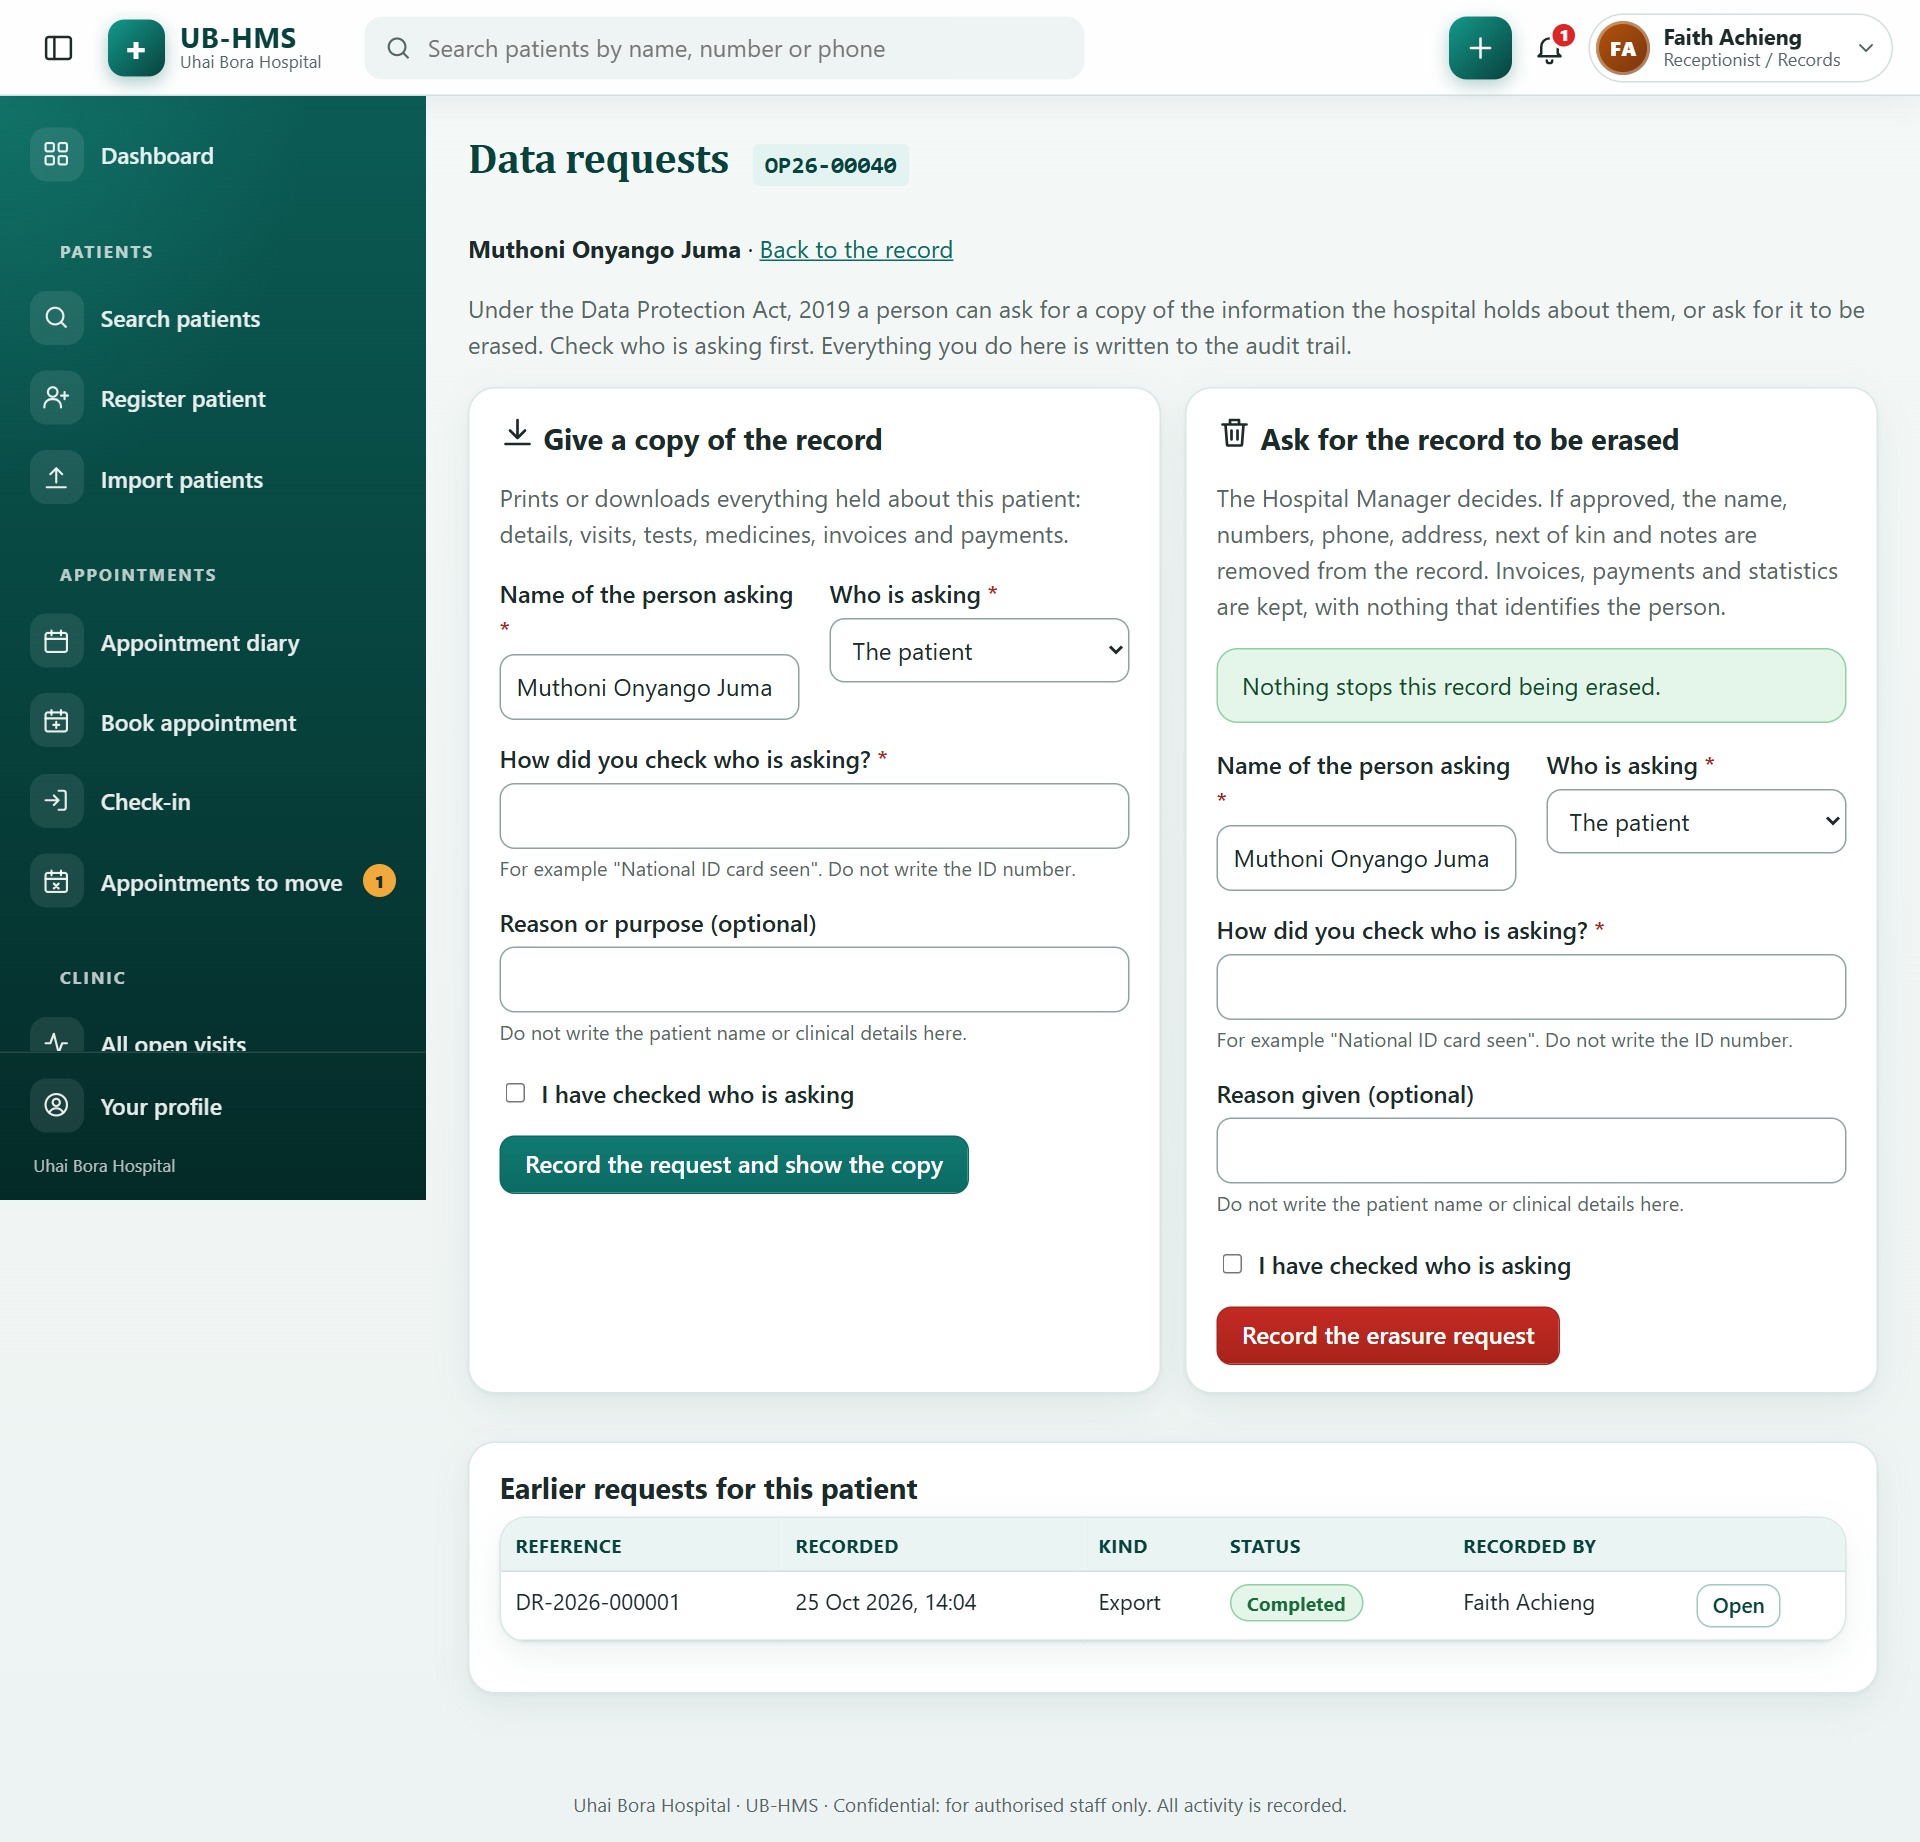 UB-HMS
Uhai Bora Hospital
Search patients by name, number or phone
1
FA
Faith Achieng
Receptionist / Records
Dashboard
PATIENTS
Search patients
Register patient
Import patients
APPOINTMENTS
Appointment diary
Book appointment
Check-in
Appointments to move 1
CLINIC
All open visits
Your profile
Uhai Bora Hospital
Data requests OP26-00040
Muthoni Onyango Juma · Back to the record
Under the Data Protection Act, 2019 a person can ask for a copy of the information the hospital holds about them, or ask for it to be
erased. Check who is asking first. Everything you do here is written to the audit trail.
Give a copy of the record
Prints or downloads everything held about this patient:
details, visits, tests, medicines, invoices and payments.
Name of the person asking
*
Muthoni Onyango Juma
Who is asking *
The patient
How did you check who is asking? *
For example "National ID card seen". Do not write the ID number.
Reason or purpose (optional)
Do not write the patient name or clinical details here.
I have checked who is asking
Record the request and show the copy
Ask for the record to be erased
The Hospital Manager decides. If approved, the name,
numbers, phone, address, next of kin and notes are
removed from the record. Invoices, payments and statistics
are kept, with nothing that identifies the person.
Nothing stops this record being erased.
Name of the person asking
*
Muthoni Onyango Juma
Who is asking *
The patient
How did you check who is asking? *
For example "National ID card seen". Do not write the ID number.
Reason given (optional)
Do not write the patient name or clinical details here.
I have checked who is asking
Record the erasure request
Earlier requests for this patient
REFERENCE RECORDED KIND STATUS RECORDED BY
DR-2026-000001 25 Oct 2026, 14:04 Export Completed Faith Achieng Open
Uhai Bora Hospital · UB-HMS · Confidential: for authorised staff only. All activity is recorded.